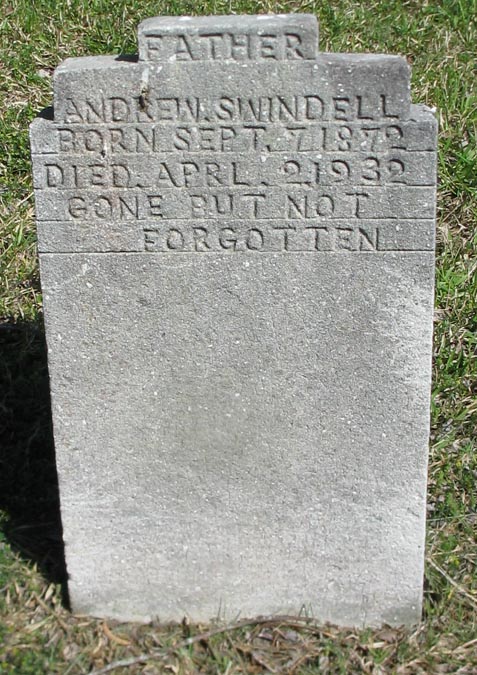 FATHER
ANDREW. SWINDELL
BORN SEPT. 7. 1872
DIED. APRL. 2. 1932
GONE BUT NOT
FORGOTTEN